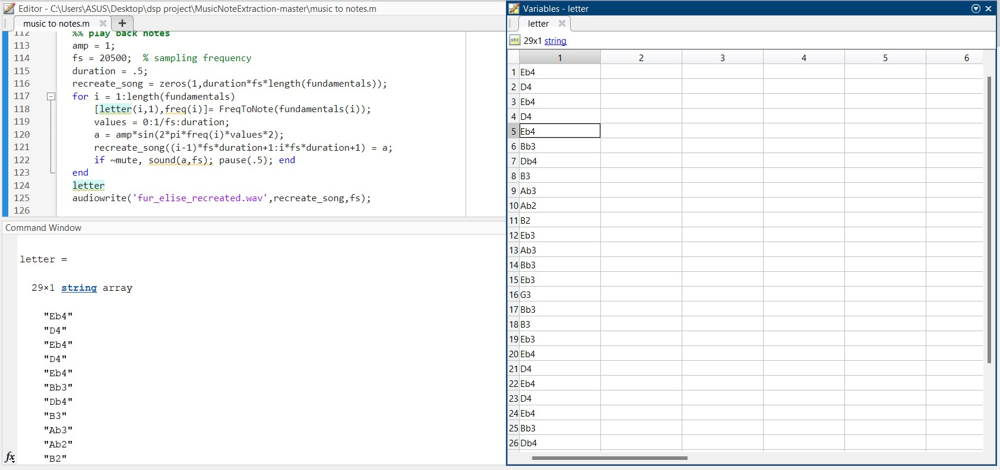 Editor - C:\Users\ASUS\Desktop\dsp project\MusicNoteExtraction-master\music to notes.m
music to notes.m
112 %% play back notes
113 amp = 1;
114 fs = 20500;  % sampling frequency
115 duration = .5;
116 recreate_song = zeros(1,duration*fs*length(fundamentals));
117 for i = 1:length(fundamentals)
118     [letter(i,1),freq(i)]= FreqToNote(fundamentals(i));
119     values = 0:1/fs:duration;
120     a = amp*sin(2*pi*freq(i)*values*2);
121     recreate_song((i-1)*fs*duration+1:i*fs*duration+1) = a;
122     if ~mute, sound(a,fs); pause(.5); end
123 end
124 letter
125 audiowrite('fur_elise_recreated.wav',recreate_song,fs);
126
Command Window
letter =
29×1 string array
"Eb4"
"D4"
"Eb4"
"D4"
"Eb4"
"Bb3"
"Db4"
"B3"
"Ab3"
"Ab2"
"B2"
fx
Variables - letter
letter
str 29x1 string
1 2 3 4 5 6
1 Eb4
2 D4
3 Eb4
4 D4
5 Eb4
6 Bb3
7 Db4
8 B3
9 Ab3
10 Ab2
11 B2
12 Eb3
13 Ab3
14 Bb3
15 Eb3
16 G3
17 Bb3
18 B3
19 Eb3
20 Eb4
21 D4
22 Eb4
23 D4
24 Eb4
25 Bb3
26 Db4